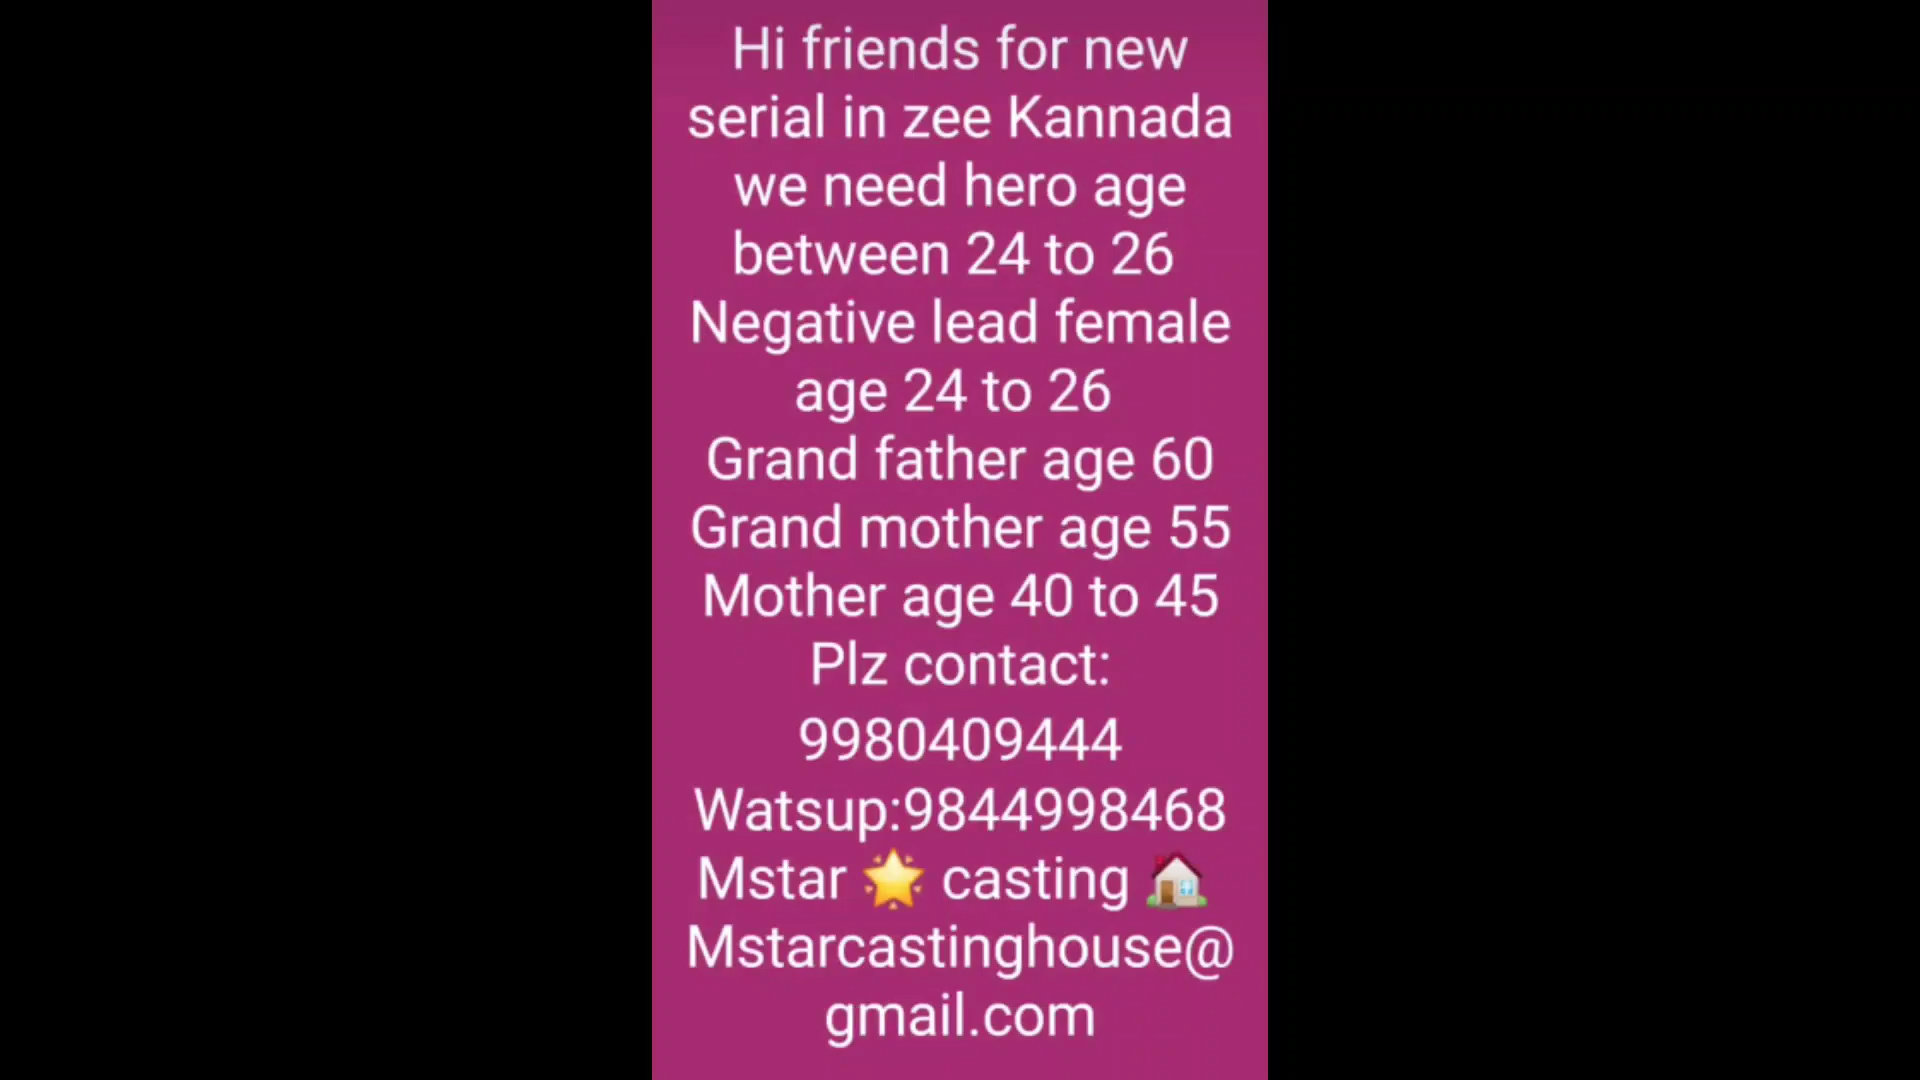 Hi friends for new
serial in zee Kannada
we need hero age
between 24 to 26
Negative lead female
age 24 to 26
Grand father age 60
Grand mother age 55
Mother age 40 to 45
Plz contact:
9980409444
Watsup:9844998468
Mstar 🌟 casting 🏠
Mstarcastinghouse@
gmail.com